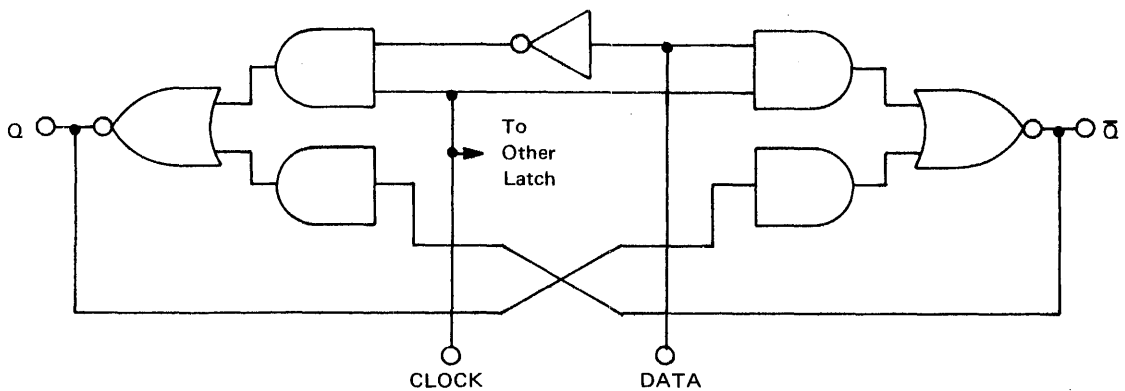 Q
To
Other
Latch
Q̅
CLOCK
DATA